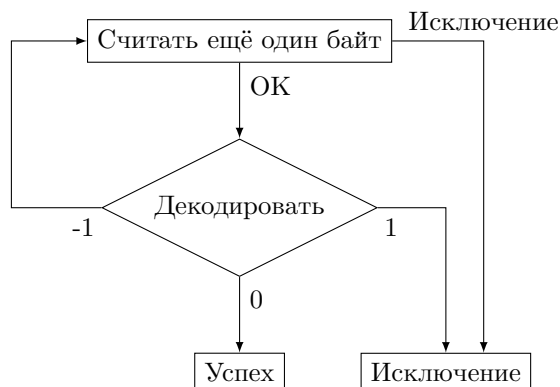 Исключение
Считать ещё один байт
OK
Декодировать
-1
1
0
Успех
Исключение